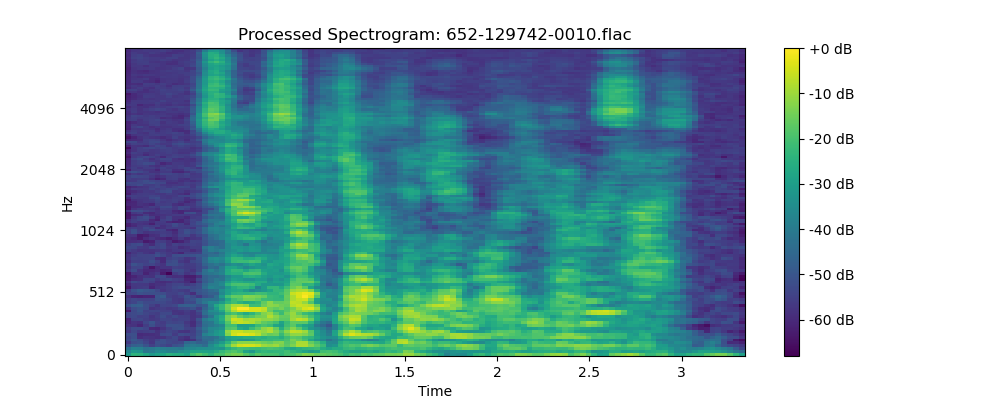 Processed Spectrogram: 652-129742-0010.flac
Hz
4096
2048
1024
512
0
0 0.5 1 1.5 2 2.5 3
Time
+0 dB
-10 dB
-20 dB
-30 dB
-40 dB
-50 dB
-60 dB